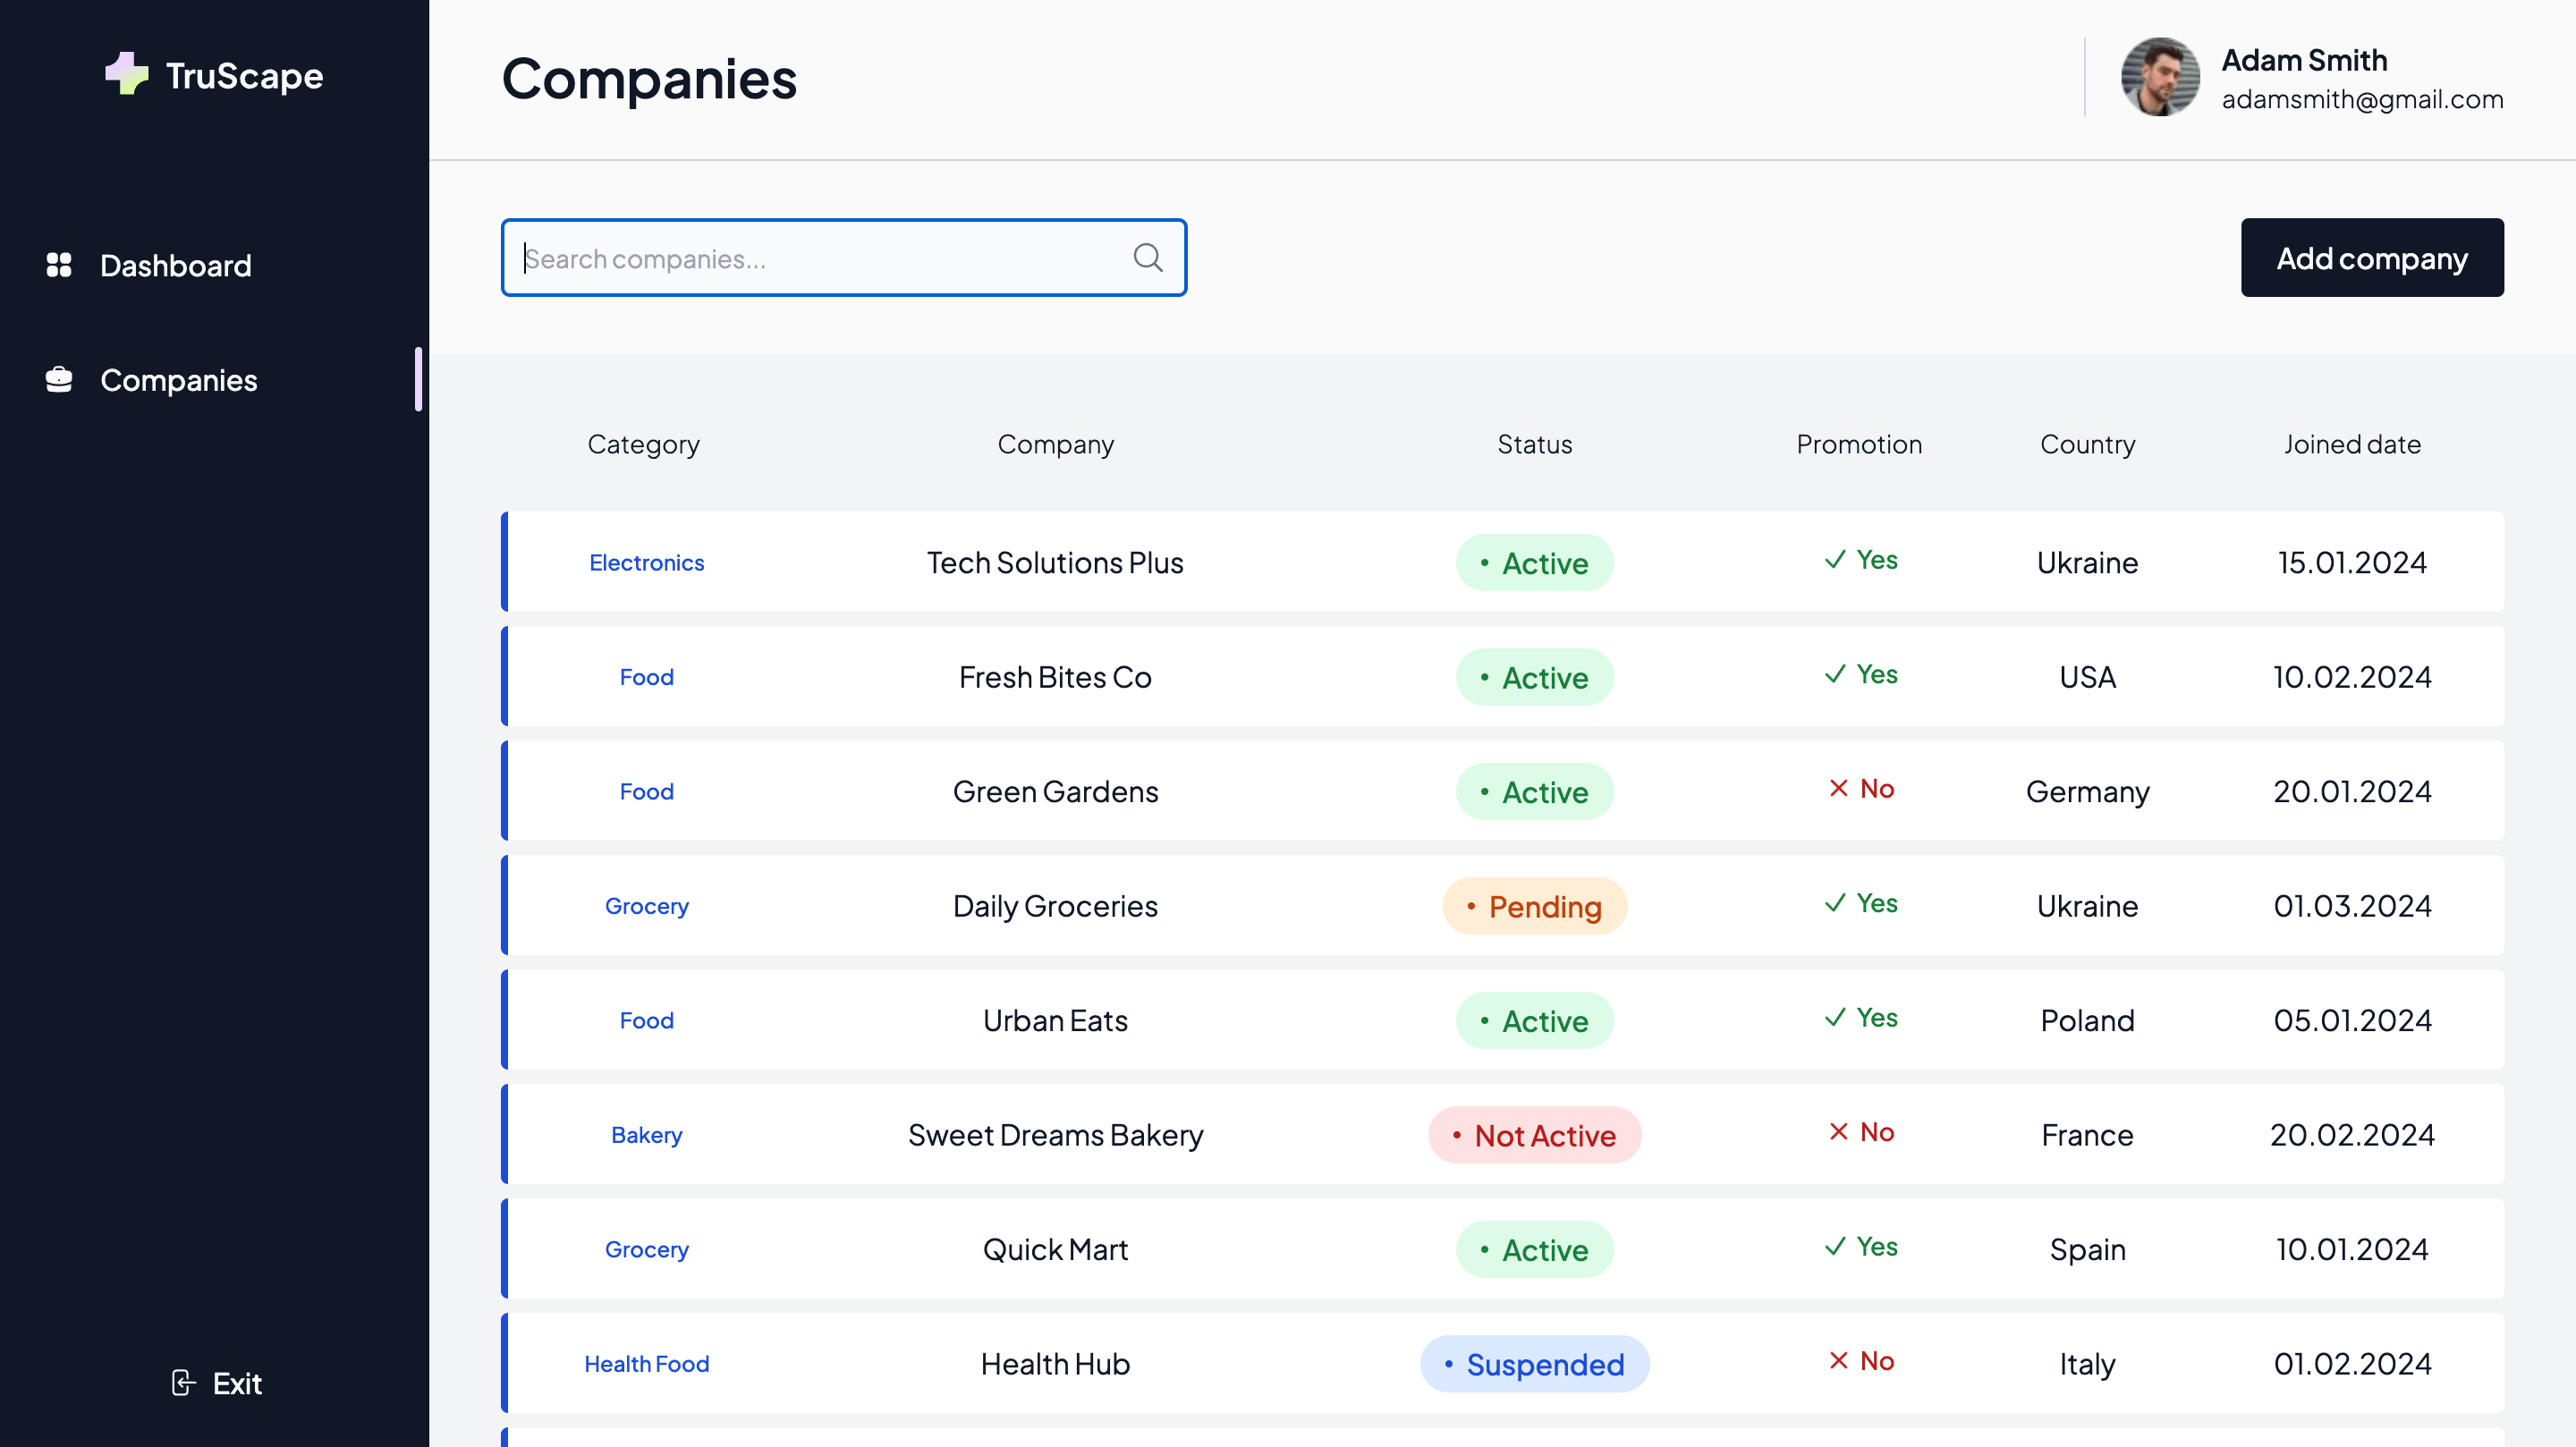 TruScape
Dashboard
Companies
Exit
Companies
Adam Smith
adamsmith@gmail.com
Search companies...
Add company
Category Company Status Promotion Country Joined date
Electronics Tech Solutions Plus • Active Yes Ukraine 15.01.2024
Food Fresh Bites Co • Active Yes USA 10.02.2024
Food Green Gardens • Active No Germany 20.01.2024
Grocery Daily Groceries • Pending Yes Ukraine 01.03.2024
Food Urban Eats • Active Yes Poland 05.01.2024
Bakery Sweet Dreams Bakery • Not Active No France 20.02.2024
Grocery Quick Mart • Active Yes Spain 10.01.2024
Health Food Health Hub • Suspended No Italy 01.02.2024